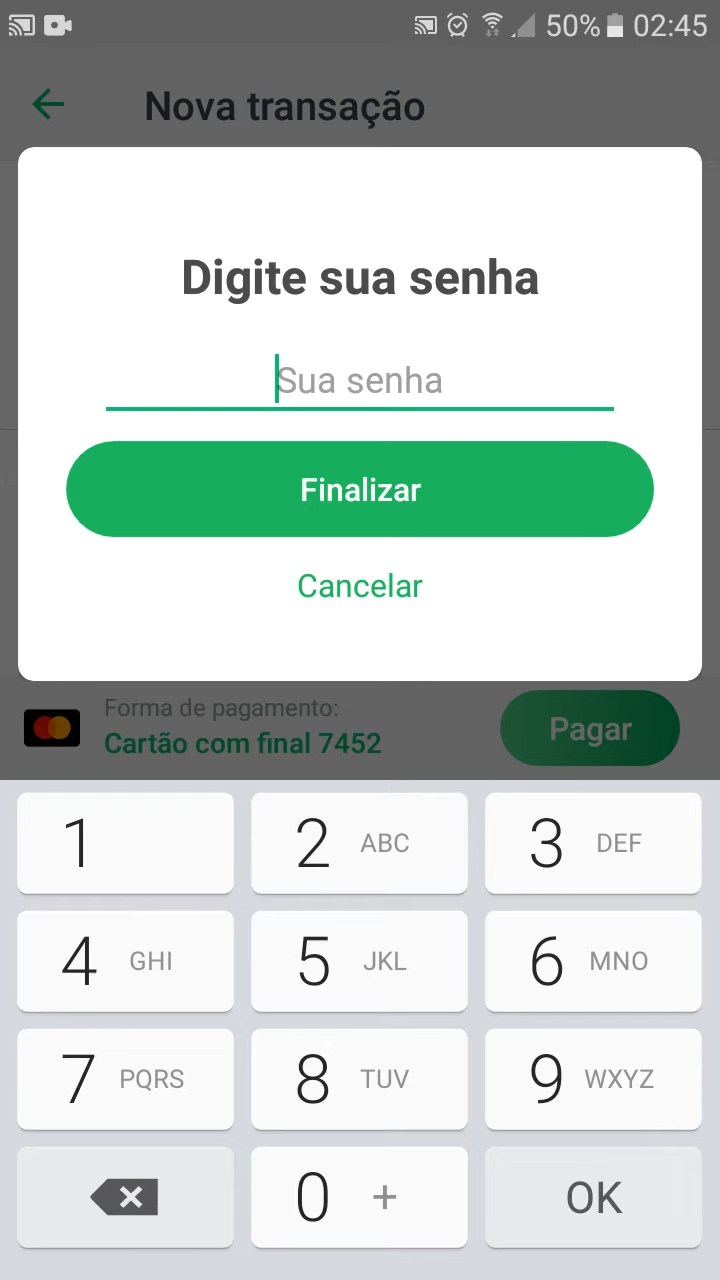 50% 02:45
Nova transação
Digite sua senha
Sua senha
Finalizar
Cancelar
Forma de pagamento:
Cartão com final 7452
Pagar
1 2 ABC 3 DEF
4 GHI 5 JKL 6 MNO
7 PQRS 8 TUV 9 WXYZ
0 + OK